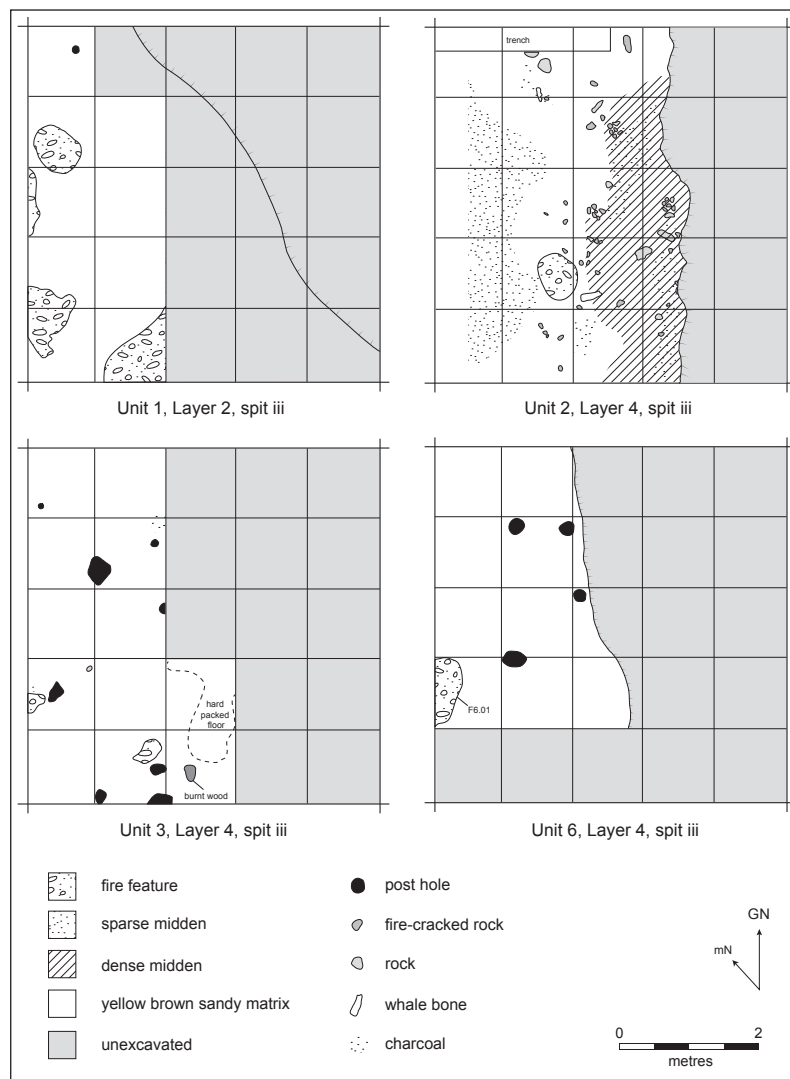 trench
Unit 1, Layer 2, spit iii
Unit 2, Layer 4, spit iii
hard
packed
floor
burnt wood
F6.01
Unit 3, Layer 4, spit iii
Unit 6, Layer 4, spit iii
fire feature
sparse midden
dense midden
yellow brown sandy matrix
unexcavated
post hole
fire-cracked rock
rock
whale bone
charcoal
GN
mN
0 2
metres